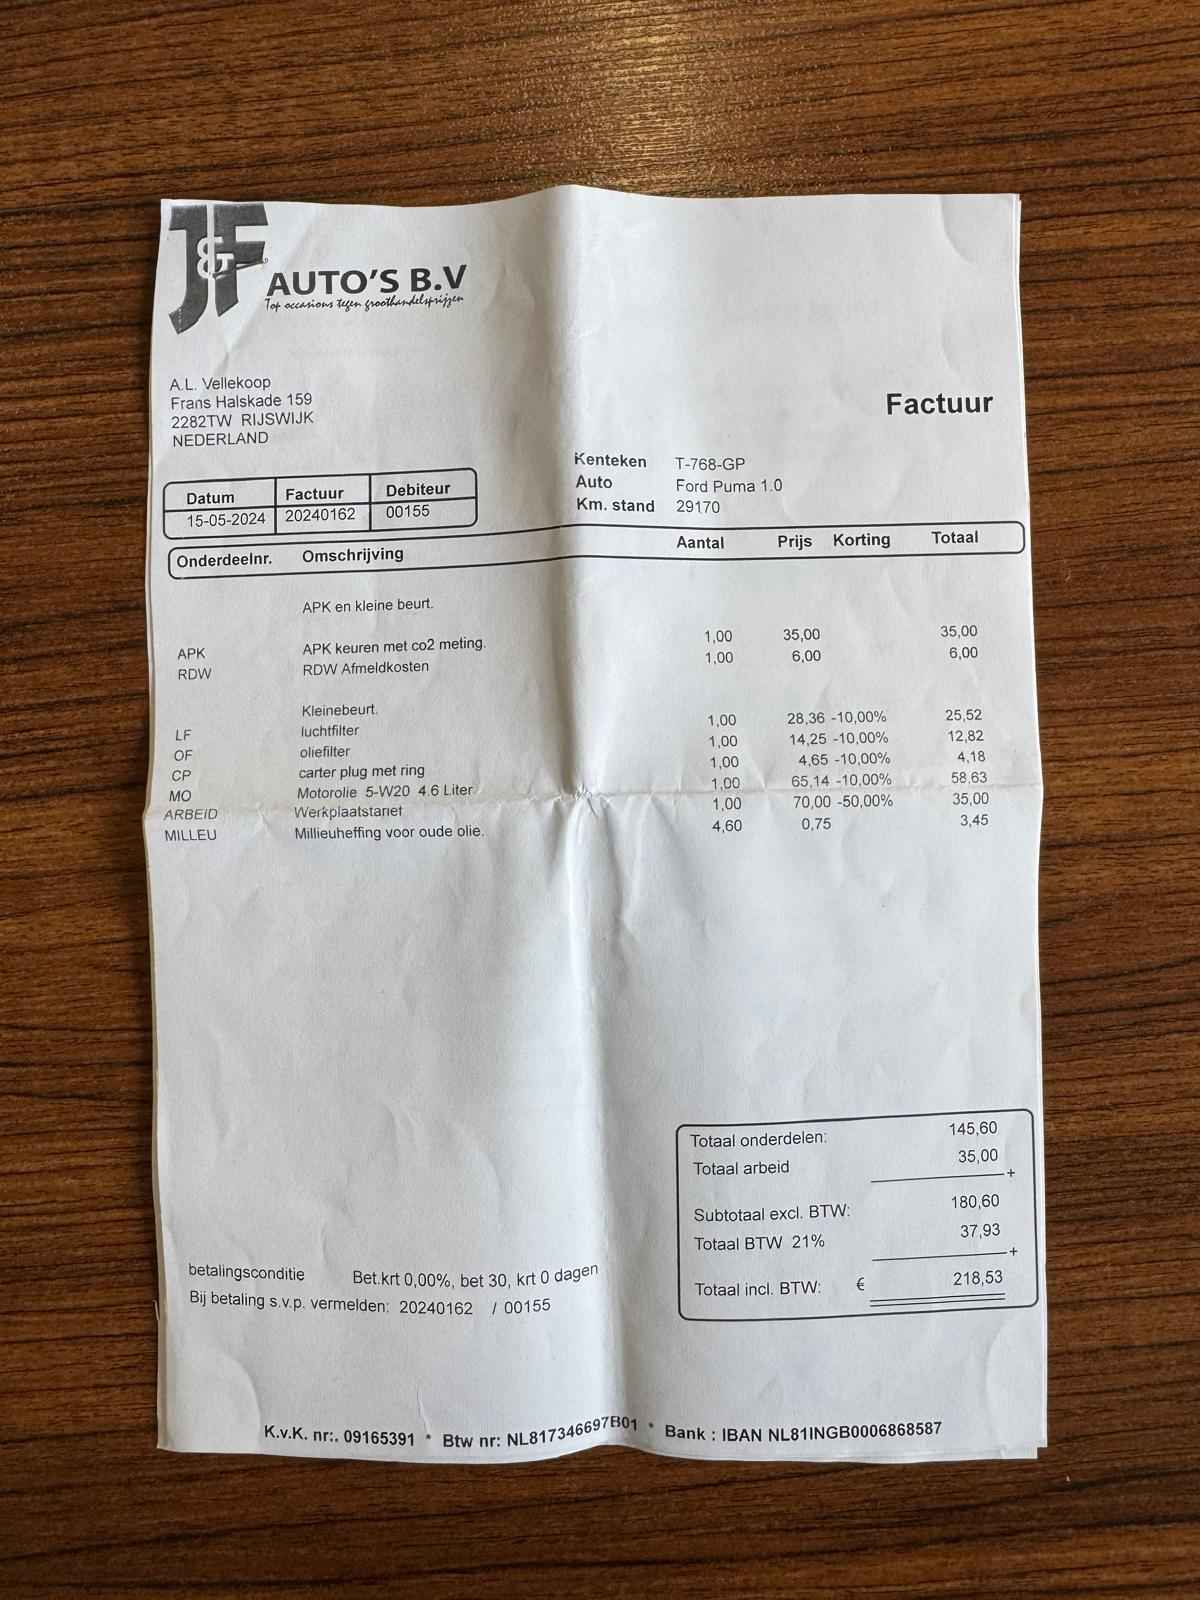 J&F
AUTO'S B.V
Top occasions tegen groothandelsprijzen
A.L. Vellekoop
Frans Halskade 159
2282TW RIJSWIJK
NEDERLAND
Factuur
Kenteken T-768-GP
Auto Ford Puma 1.0
Km. stand 29170
Datum Factuur Debiteur
15-05-2024 20240162 00155
Onderdeelnr. Omschrijving Aantal Prijs Korting Totaal
APK en kleine beurt.
APK APK keuren met co2 meting. 1,00 35,00 35,00
RDW RDW Afmeldkosten 1,00 6,00 6,00
Kleinebeurt.
LF luchtfilter 1,00 28,36 -10,00% 25,52
OF oliefilter 1,00 14,25 -10,00% 12,82
CP carter plug met ring 1,00 4,65 -10,00% 4,18
MO Motorolie 5-W20 4.6 Liter 1,00 65,14 -10,00% 58,63
ARBEID Werkplaatstarief 1,00 70,00 -50,00% 35,00
MILLEU Millieuheffing voor oude olie. 4,60 0,75 3,45
Totaal onderdelen: 145,60
Totaal arbeid 35,00
+
Subtotaal excl. BTW: 180,60
Totaal BTW 21% 37,93
+
Totaal incl. BTW: € 218,53
betalingsconditie Bet.krt 0,00%, bet 30, krt 0 dagen
Bij betaling s.v.p. vermelden: 20240162 / 00155
K.v.K. nr:. 09165391 * Btw nr: NL817346697B01 * Bank : IBAN NL81INGB0006868587